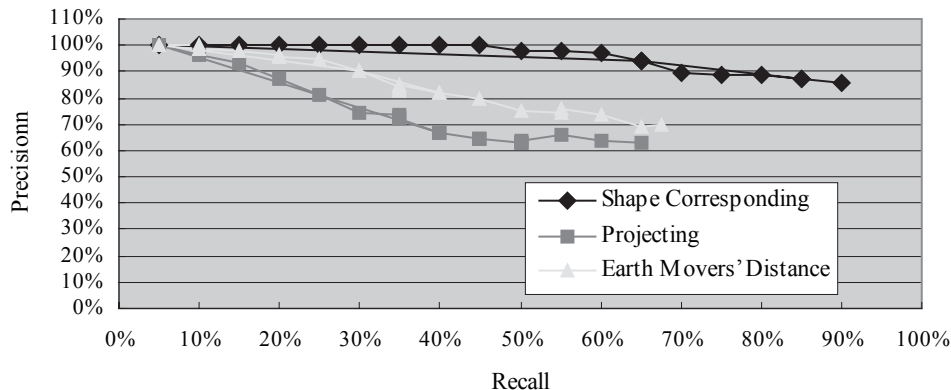 110%
100%
90%
80%
70%
60%
50%
40%
30%
20%
10%
0%
Precisionn
Shape Corresponding
Projecting
Earth Movers' Distance
0% 10% 20% 30% 40% 50% 60% 70% 80% 90% 100%
Recall